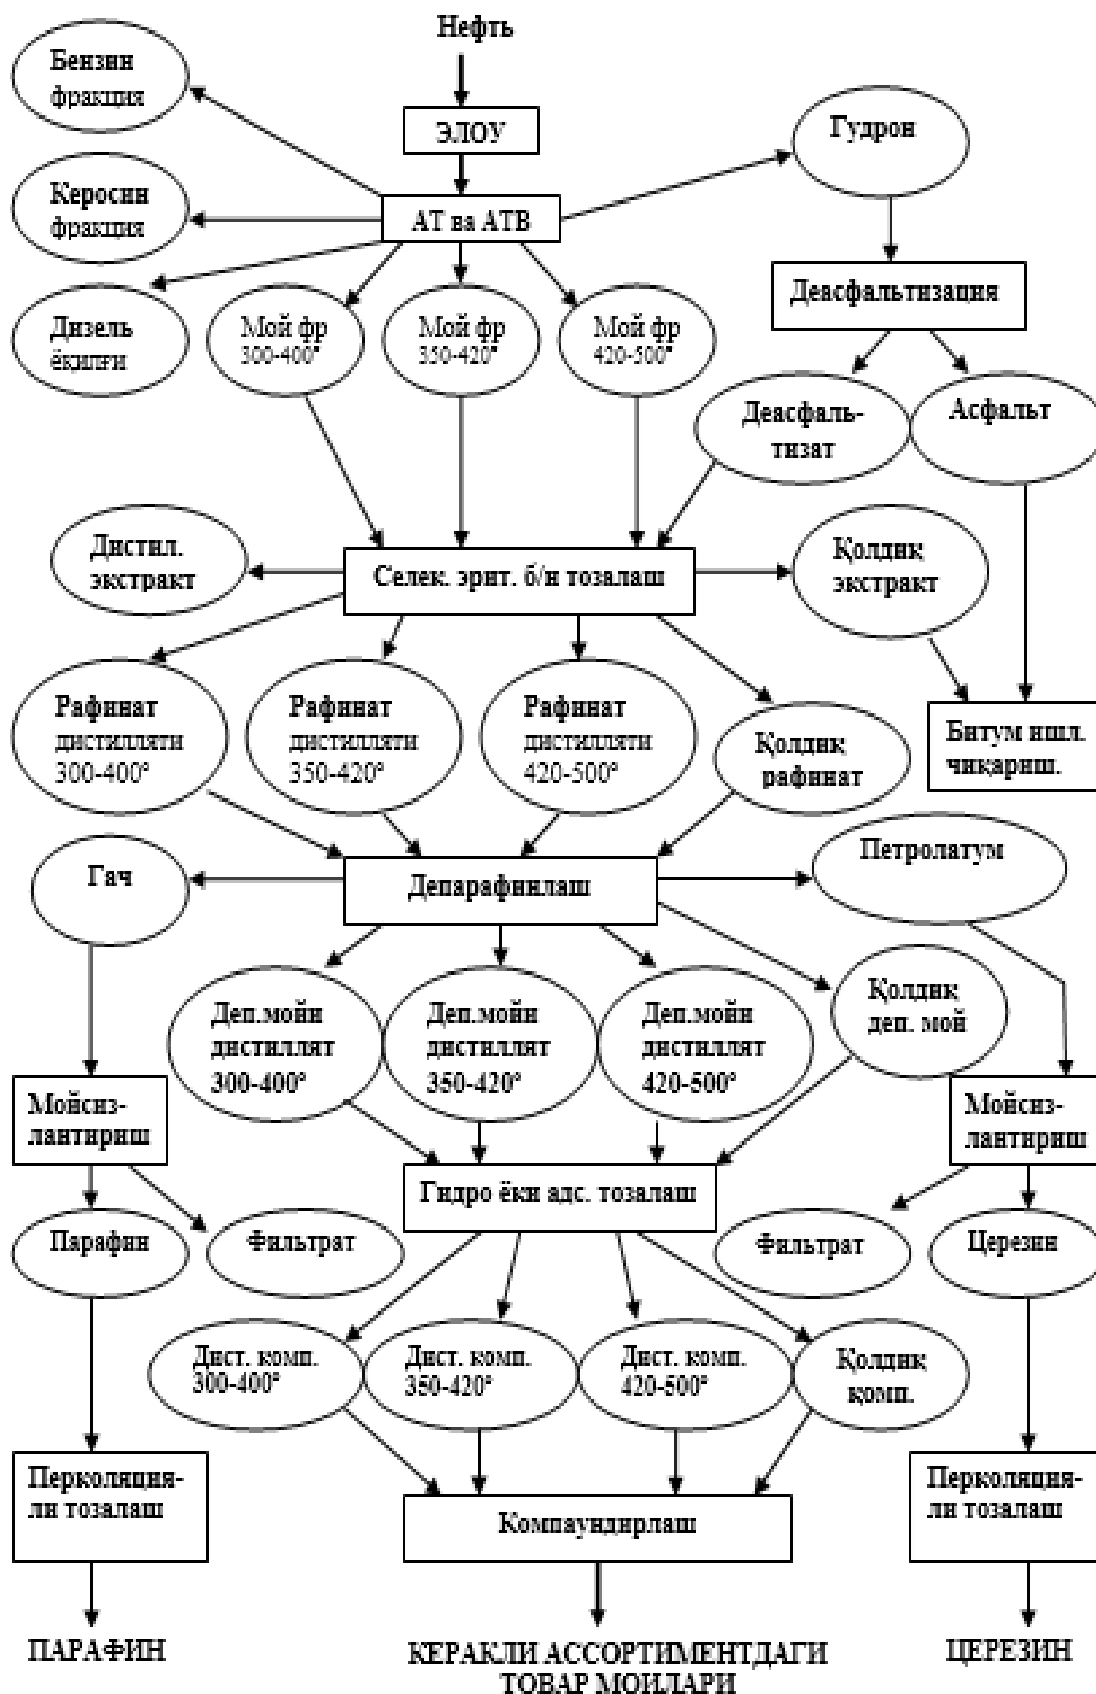 Нефть
Бензин
фракция
ЭЛОУ
Гудрон
Керосин
фракция
АТ ва АТВ
Деасфальтизация
Дизель
ёқилғи
Мой фр
300-400°
Мой фр
350-420°
Мой фр
420-500°
Деасфаль-
тизат
Асфальт
Дистил.
экстракт
Селек. эрит. б/н тозалаш
Қолдиқ
экстракт
Рафинат
дистилляти
300-400°
Рафинат
дистилляти
350-420°
Рафинат
дистилляти
420-500°
Қолдиқ
рафинат
Битум ишл.
чиқариш.
Гач
Депарафинлаш
Петролатум
Деп.мойи
дистиллят
300-400°
Деп.мойи
дистиллят
350-420°
Деп.мойи
дистиллят
420-500°
Қолдиқ
деп. мой
Мойсиз-
лантириш
Гидро ёки адс. тозалаш
Мойсиз-
лантириш
Парафин
Фильтрат
Фильтрат
Церезин
Дист. комп.
300-400°
Дист. комп.
350-420°
Дист. комп.
420-500°
Қолдиқ
қомп.
Перколяция-
ли тозалаш
Компаундирлаш
Перколяция-
ли тозалаш
ПАРАФИН
КЕРАКЛИ АССОРТИМЕНТДАГИ
ТОВАР МОЙЛАРИ
ЦЕРЕЗИН